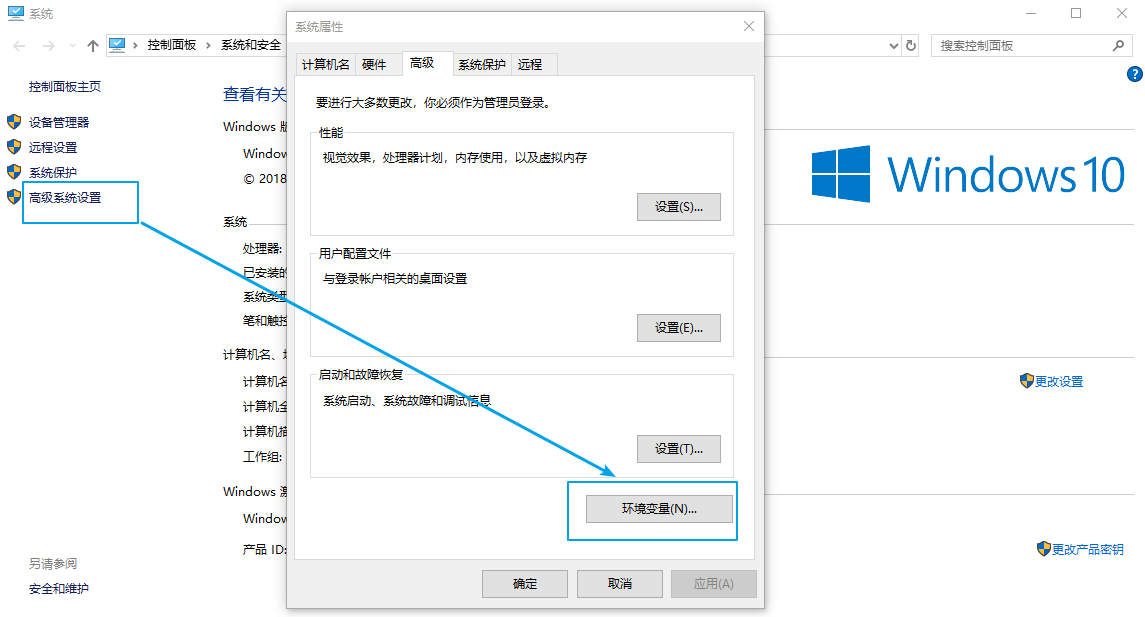 系统
控制面板 › 系统和安全
搜索控制面板
控制面板主页
设备管理器
远程设置
系统保护
高级系统设置
另请参阅
安全和维护
查看有关
Windows
Window
© 2018
系统
处理器:
已安装的
系统类型
笔和触控
计算机名、
计算机名
计算机全
计算机描
工作组:
Windows 激
Window
产品 ID:
系统属性
计算机名 硬件 高级 系统保护 远程
要进行大多数更改，你必须作为管理员登录。
性能
视觉效果，处理器计划，内存使用，以及虚拟内存
设置(S)...
用户配置文件
与登录帐户相关的桌面设置
设置(E)...
启动和故障恢复
系统启动、系统故障和调试信息
设置(T)...
环境变量(N)...
确定 取消 应用(A)
Windows 10
更改设置
更改产品密钥